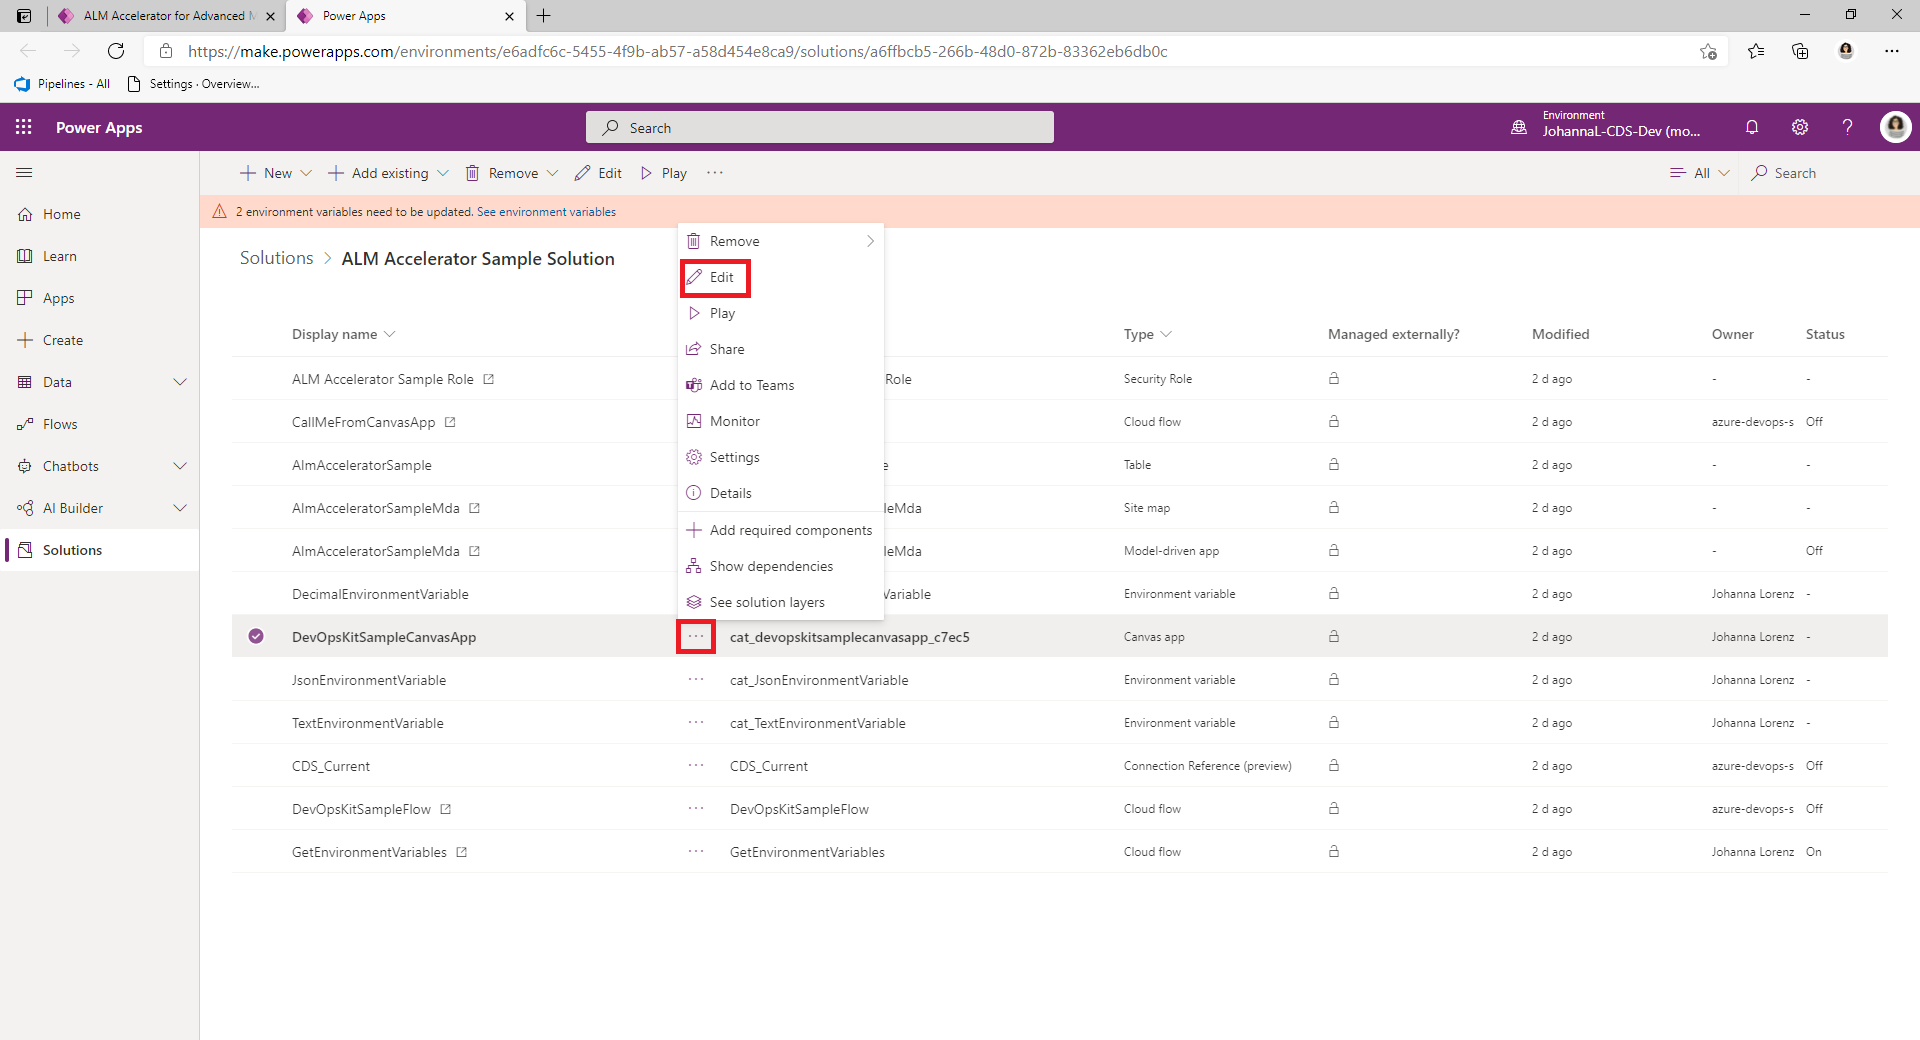 ALM Accelerator for Advanced M
Power Apps
https://make.powerapps.com/environments/e6adfc6c-5455-4f9b-ab57-a58d454e8ca9/solutions/a6ffbcb5-266b-48d0-872b-83362eb6db0c
Pipelines - All
Settings · Overview...
Power Apps
Search
Environment
JohannaL-CDS-Dev (mo...
?
New
Add existing
Remove
Edit
Play
...
All
Search
2 environment variables need to be updated. See environment variables
Home
Learn
Apps
Create
Data
Flows
Chatbots
AI Builder
Solutions
Solutions > ALM Accelerator Sample Solution
Remove
Edit
Play
Share
Add to Teams
Monitor
Settings
Details
Add required components
Show dependencies
See solution layers
Display name Type Managed externally? Modified Owner Status
ALM Accelerator Sample Role Role Security Role 2 d ago - -
CallMeFromCanvasApp Cloud flow 2 d ago azure-devops-s Off
AlmAcceleratorSample e Table 2 d ago - -
AlmAcceleratorSampleMda leMda Site map 2 d ago - -
AlmAcceleratorSampleMda leMda Model-driven app 2 d ago - Off
DecimalEnvironmentVariable Variable Environment variable 2 d ago Johanna Lorenz -
DevOpsKitSampleCanvasApp ... cat_devopskitsamplecanvasapp_c7ec5 Canvas app 2 d ago Johanna Lorenz -
JsonEnvironmentVariable ... cat_JsonEnvironmentVariable Environment variable 2 d ago Johanna Lorenz -
TextEnvironmentVariable ... cat_TextEnvironmentVariable Environment variable 2 d ago Johanna Lorenz -
CDS_Current ... CDS_Current Connection Reference (preview) 2 d ago azure-devops-s Off
DevOpsKitSampleFlow ... DevOpsKitSampleFlow Cloud flow 2 d ago azure-devops-s Off
GetEnvironmentVariables ... GetEnvironmentVariables Cloud flow 2 d ago Johanna Lorenz On